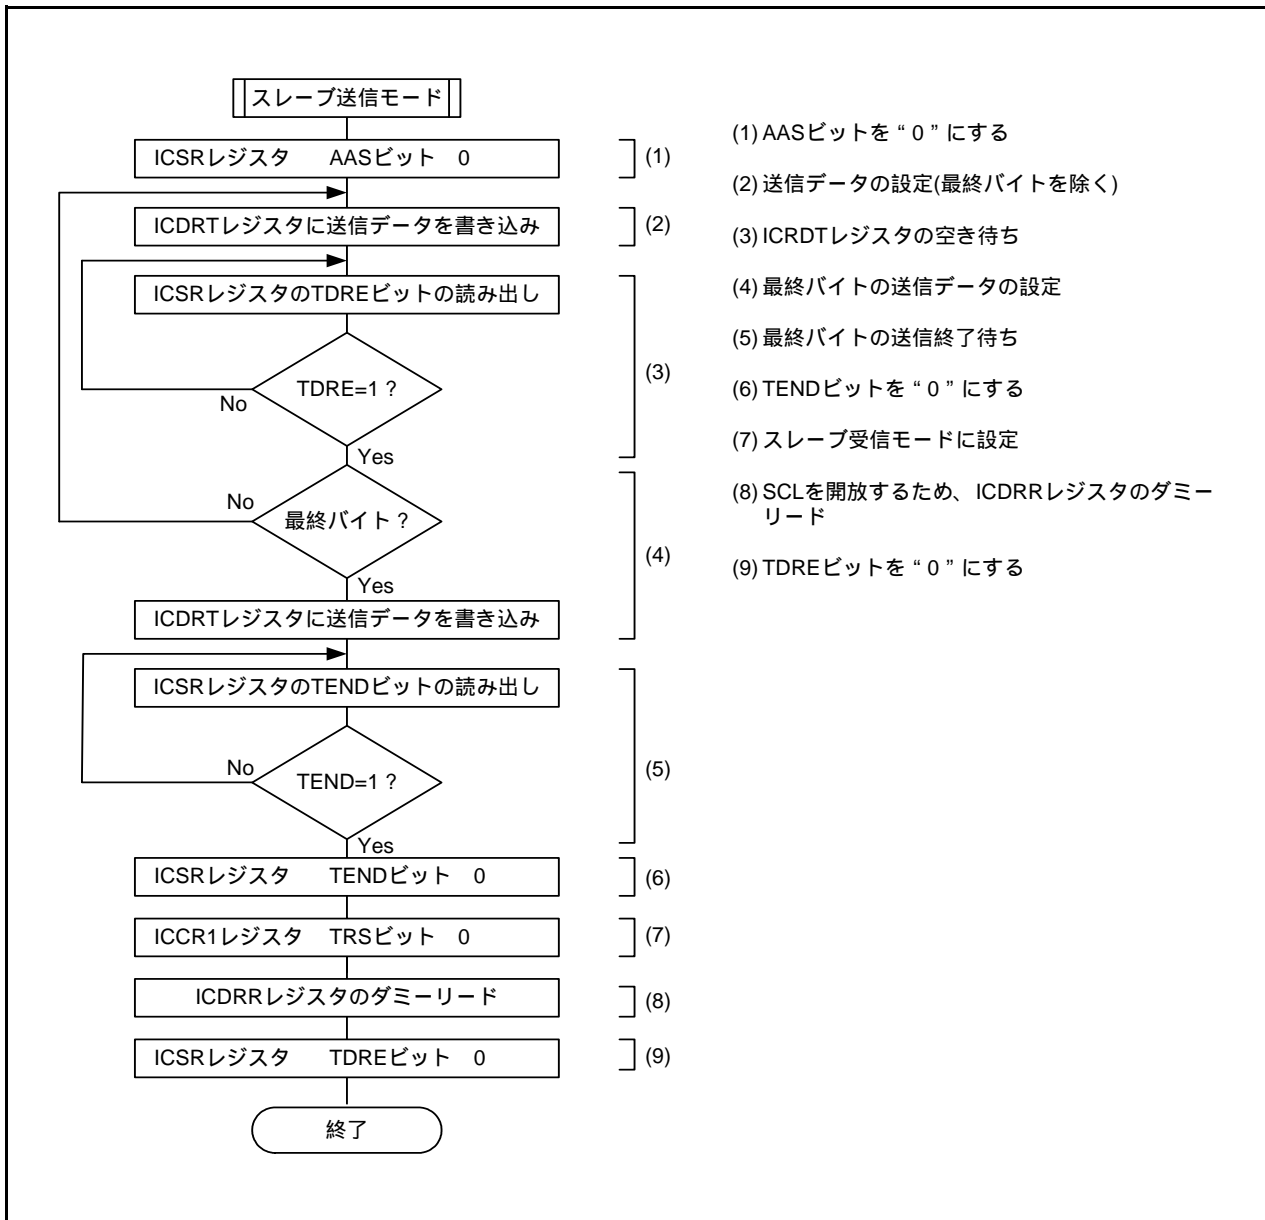 スレーブ送信モード
ICSRレジスタ　AASビット　0
(1)
ICDRTレジスタに送信データを書き込み
(2)
ICSRレジスタのTDREビットの読み出し
TDRE=1 ?
No
Yes
(3)
最終バイト ?
No
Yes
ICDRTレジスタに送信データを書き込み
(4)
ICSRレジスタのTENDビットの読み出し
TEND=1 ?
No
Yes
(5)
ICSRレジスタ　TENDビット　0
(6)
ICCR1レジスタ　TRSビット　0
(7)
ICDRRレジスタのダミーリード
(8)
ICSRレジスタ　TDREビット　0
(9)
終了
(1) AASビットを “ 0 ” にする
(2) 送信データの設定(最終バイトを除く)
(3) ICRDTレジスタの空き待ち
(4) 最終バイトの送信データの設定
(5) 最終バイトの送信終了待ち
(6) TENDビットを “ 0 ” にする
(7) スレーブ受信モードに設定
(8) SCLを開放するため、ICDRRレジスタのダミー
リード
(9) TDREビットを “ 0 ” にする